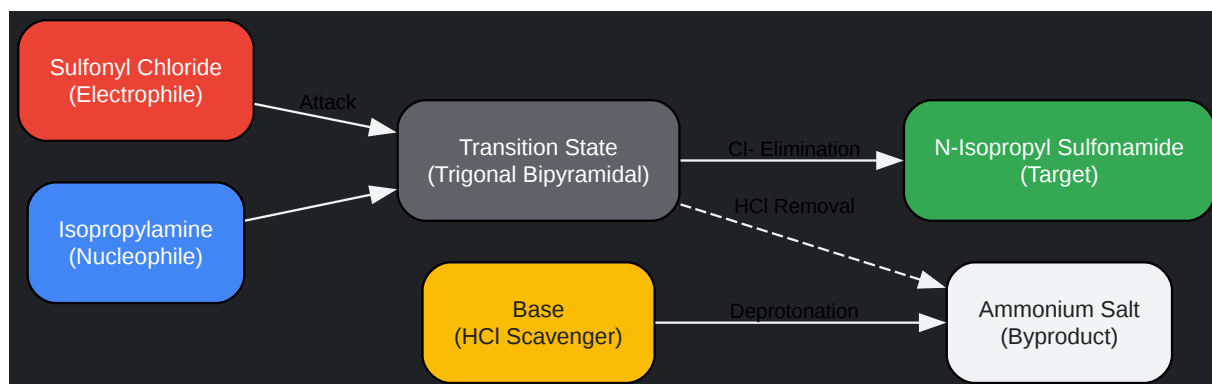 Sulfonyl Chloride
(Electrophile)
Attack
Isopropylamine
(Nucleophile)
Transition State
(Trigonal Bipyramidal)
Cl- Elimination
N-Isopropyl Sulfonamide
(Target)
HCl Removal
Base
(HCl Scavenger)
Deprotonation
Ammonium Salt
(Byproduct)